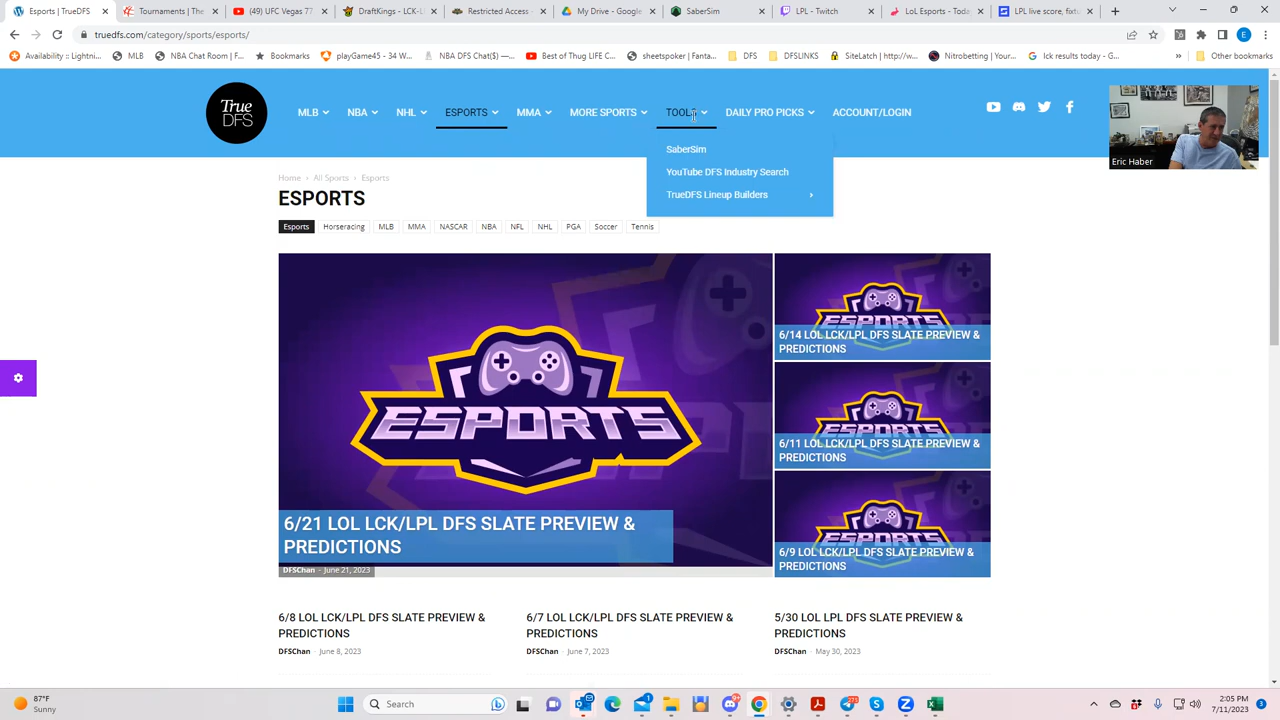 WordPress › TrueDFS
[Tournaments | The H
(49) UFC
DraftKings - LCK-L
Restricted Access -
My Drive - Google
SaberSim
LPL - Twitch
LoL Esports - Today
LPL live score, fixtu
truedfs.com/category/sports/esports/
Availability :: Lightni...
MLB
NBA Chat Room | F...
Bookmarks
playGame45 - 34 W...
NBA DFS Chat($) —...
Best of Thug LIFE C...
sheetspoker | Fanta...
DFS
DFSLINKS
SiteLatch | http://w...
Nitrobetting | Your...
lck results today - G...
Other bookmarks
True
DFS
MLB
NBA
NHL
ESPORTS
MMA
MORE SPORTS
TOOLS
DAILY PRO PICKS
ACCOUNT/LOGIN
SaberSim
YouTube DFS Industry Search
TrueDFS Lineup Builders
Eric Haber
Home › All Sports › Esports
ESPORTS
Esports
Horseracing
MLB
MMA
NASCAR
NBA
NFL
NHL
PGA
Soccer
Tennis
ESPORTS
6/21 LOL LCK/LPL DFS SLATE PREVIEW &
PREDICTIONS
DFSChan - June 21, 2023
6/14 LOL LCK/LPL DFS SLATE PREVIEW &
PREDICTIONS
6/11 LOL LCK/LPL DFS SLATE PREVIEW &
PREDICTIONS
6/9 LOL LCK/LPL DFS SLATE PREVIEW &
PREDICTIONS
6/8 LOL LCK/LPL DFS SLATE PREVIEW &
PREDICTIONS
DFSChan - June 8, 2023
6/7 LOL LCK/LPL DFS SLATE PREVIEW &
PREDICTIONS
DFSChan - June 7, 2023
5/30 LOL LPL DFS SLATE PREVIEW &
PREDICTIONS
DFSChan - May 30, 2023
87°F
Sunny
Search
2:05 PM
7/11/2023